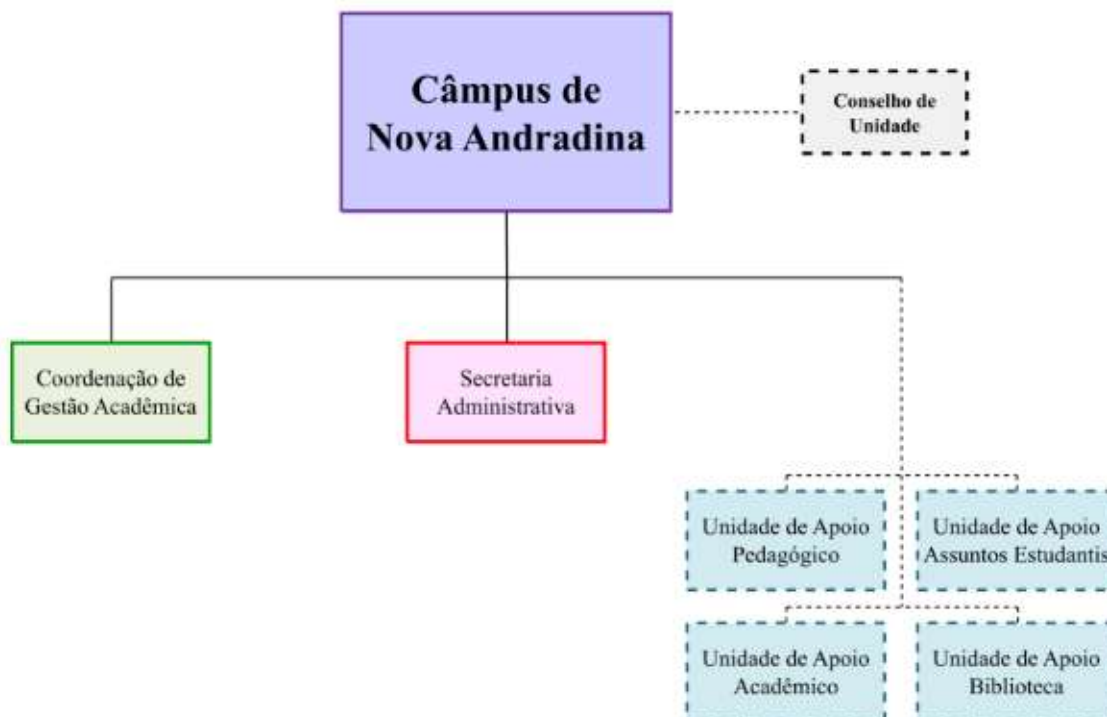 Câmpus de
Nova Andradina
Conselho de
Unidade
Coordenação de
Gestão Acadêmica
Secretaria
Administrativa
Unidade de Apoio
Pedagógico
Unidade de Apoio
Assuntos Estudantis
Unidade de Apoio
Acadêmico
Unidade de Apoio
Biblioteca